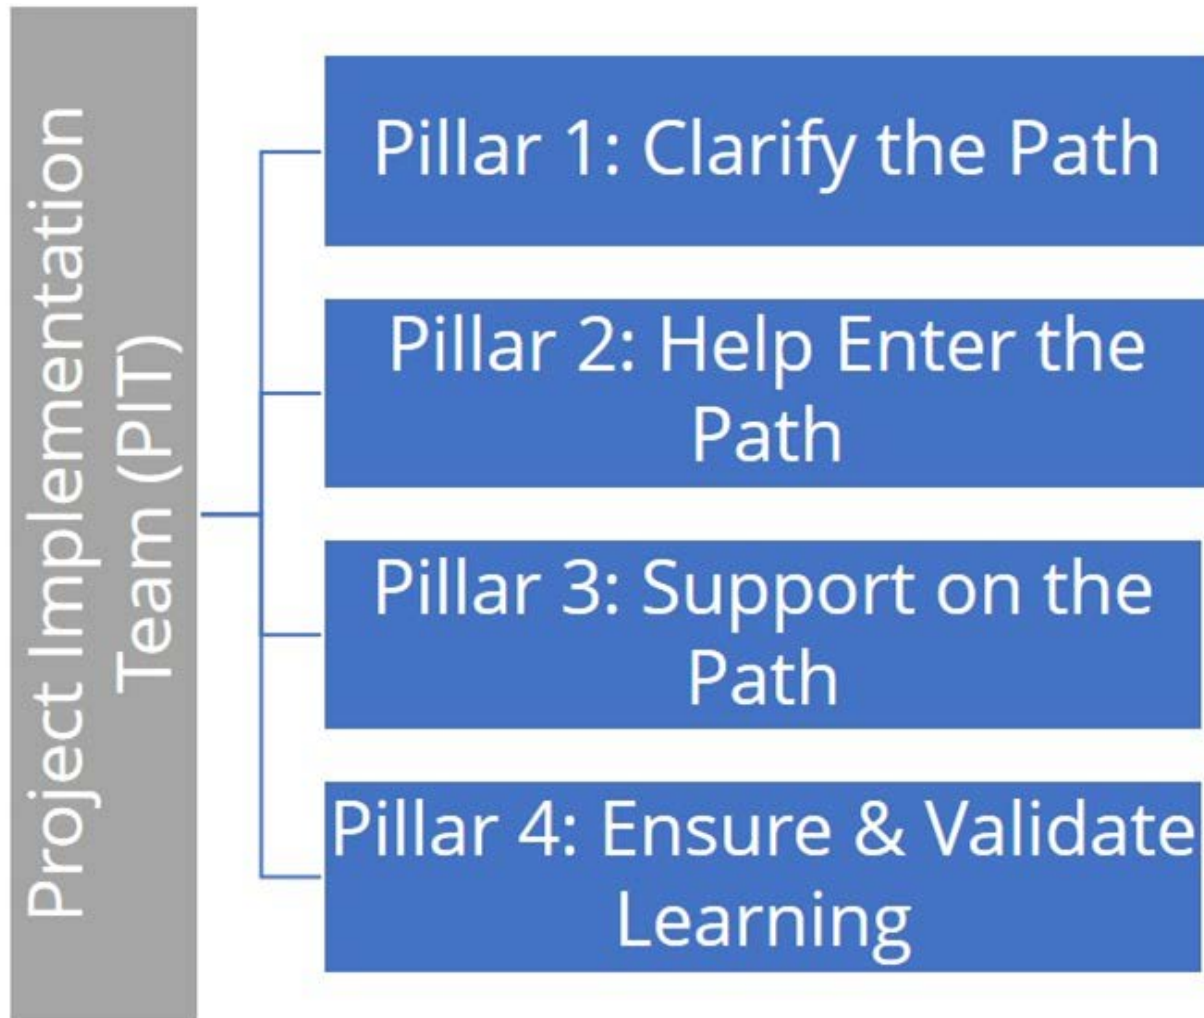 Project Implementation
Team (PIT)
Pillar 1: Clarify the Path
Pillar 2: Help Enter the
Path
Pillar 3: Support on the
Path
Pillar 4: Ensure & Validate
Learning